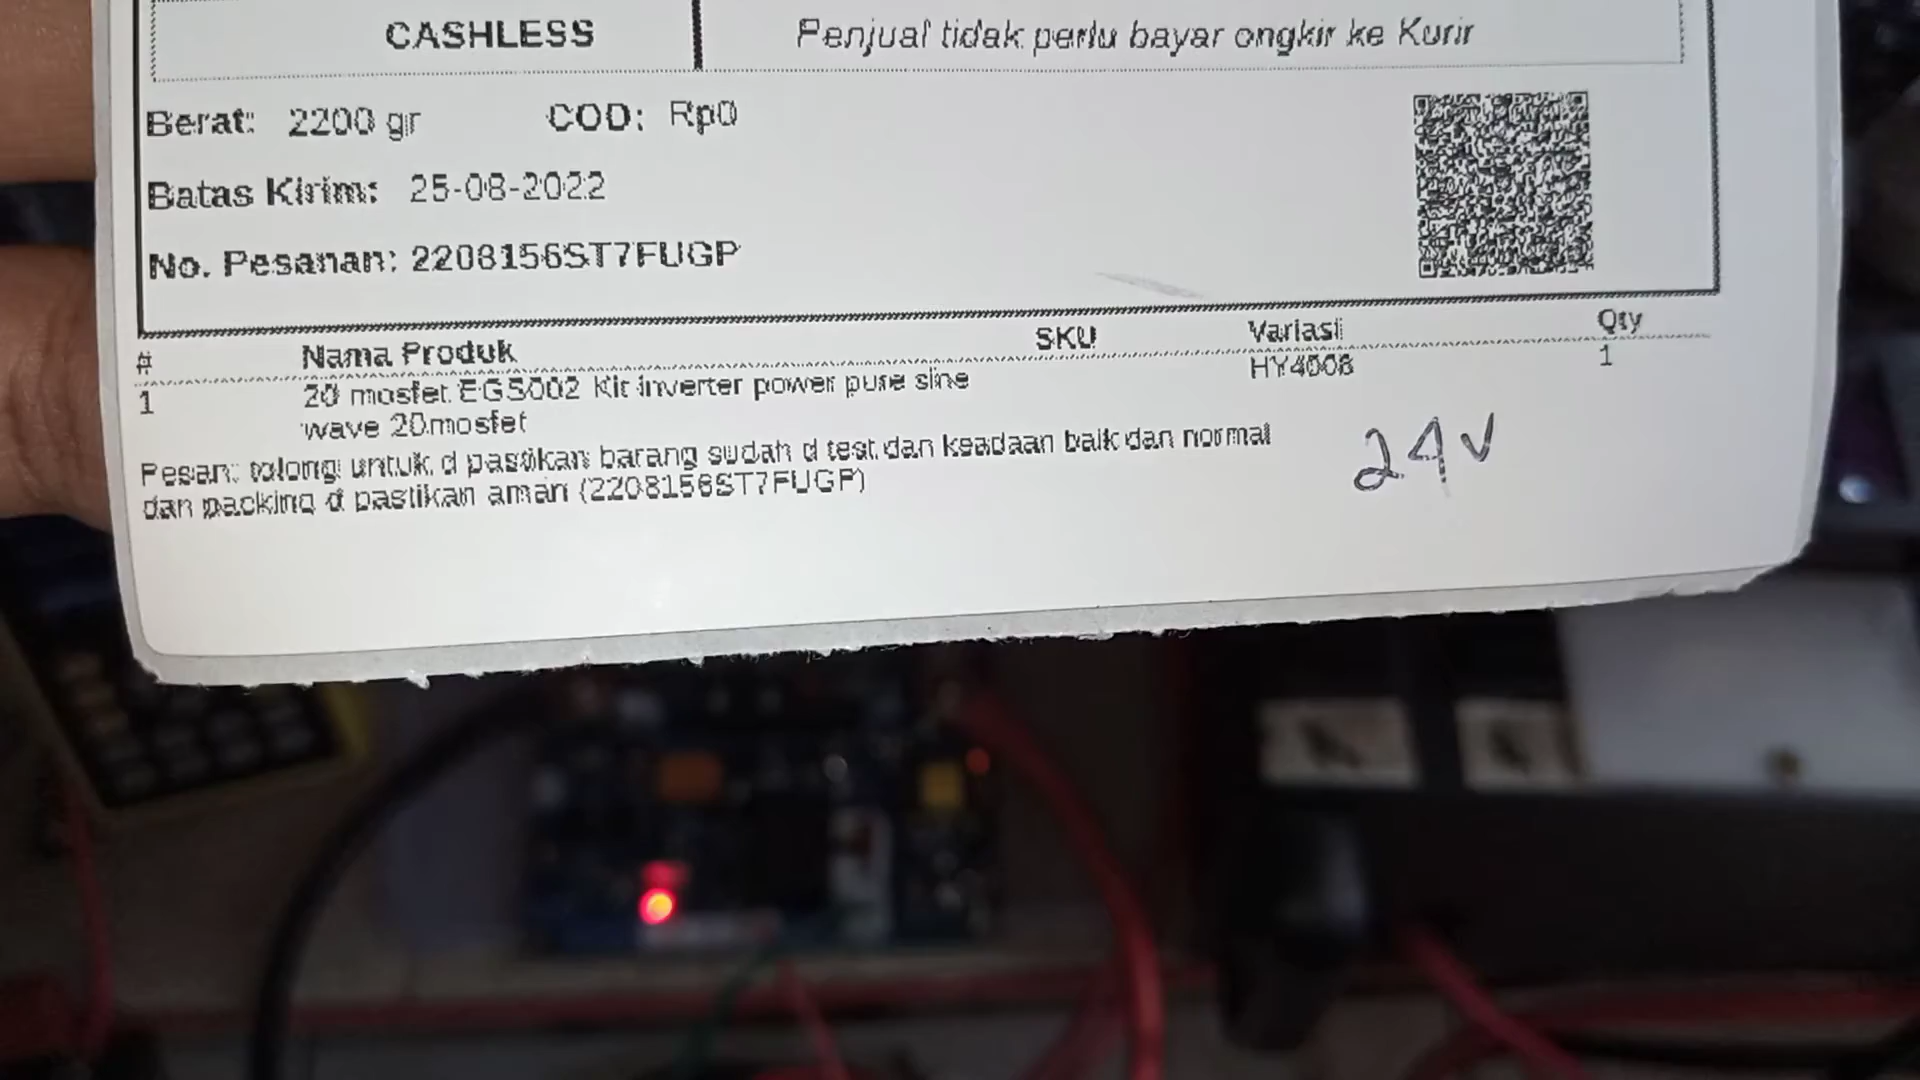 CASHLESS Penjual tidak perlu bayar ongkir ke Kurir
Berat: 2200 gr COD: Rp0
Batas Kirim: 25-08-2022
No. Pesanan: 2208156ST7FUGP
# Nama Produk SKU Variasi Qty
1 20 mosfet EGS002 Kit inverter power pure sine HY4008 1
wave 20mosfet
Pesan: tolong untuk d pastikan barang sudah d test dan keadaan baik dan normal
dan packing d pastikan aman (2208156ST7FUGP)
24V